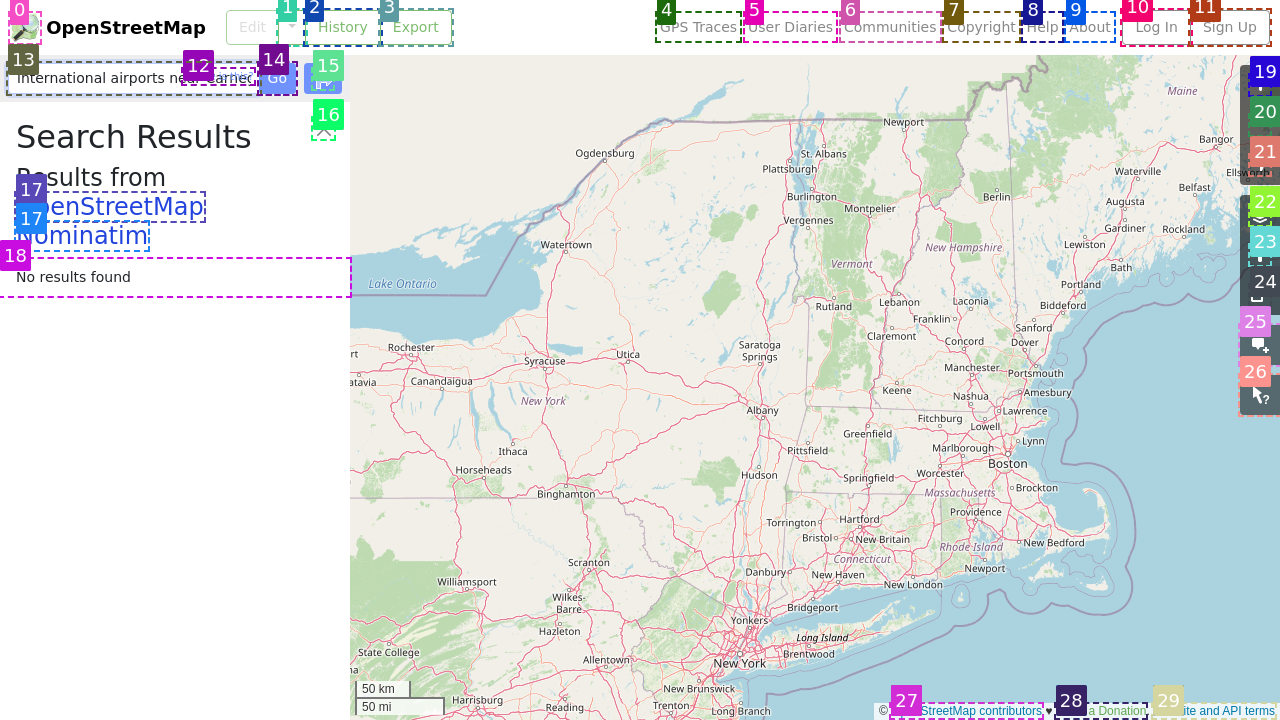 OpenStreetMap
Edit
History
Export
GPS Traces
User Diaries
Communities
Copyright
Help
About
Log In
Sign Up
0
1
2
3
4
5
6
7
8
9
10
11
12
13
14
15
16
17
17
18
19
20
21
22
23
24
25
26
27
28
29
International airports
Go
Search Results
Results from
OpenStreetMap
Nominatim
No results found
Maine
Newport
Bangor
Ogdensburg
St. Albans
Plattsburgh
Waterville
Ellsworth
Belfast
Burlington
Berlin
Augusta
Montpelier
Vergennes
Gardiner
Rockland
Watertown
New Hampshire
Lewiston
Vermont
Bath
Lake Ontario
Portland
Rutland
Lebanon
Laconia
Biddeford
Franklin
Sanford
Claremont
Concord
Dover
Rochester
Saratoga
Springs
Syracuse
Utica
Manchester
Portsmouth
atavia
Canandaigua
Keene
Nashua
Amesbury
New York
Albany
Fitchburg
Lawrence
Greenfield
Lowell
Lynn
Ithaca
Pittsfield
Marlborough
Boston
Horseheads
Hudson
Springfield
Worcester
Brockton
Binghamton
Massachusetts
Providence
Torrington
Hartford
Bristol
New Britain
New Bedford
Rhode Island
Connecticut
Scranton
Danbury
New Haven
Newport
New London
Williamsport
Wilkes-
Barre
Bridgeport
Yonkers
Hazleton
Long Island
State College
Allentown
New York
Brentwood
50 km
New Brunswick
50 mi
Harrisburg
Reading
Trenton
Long Branch
StreetMap contributors
♥
a Donation
ite and API terms